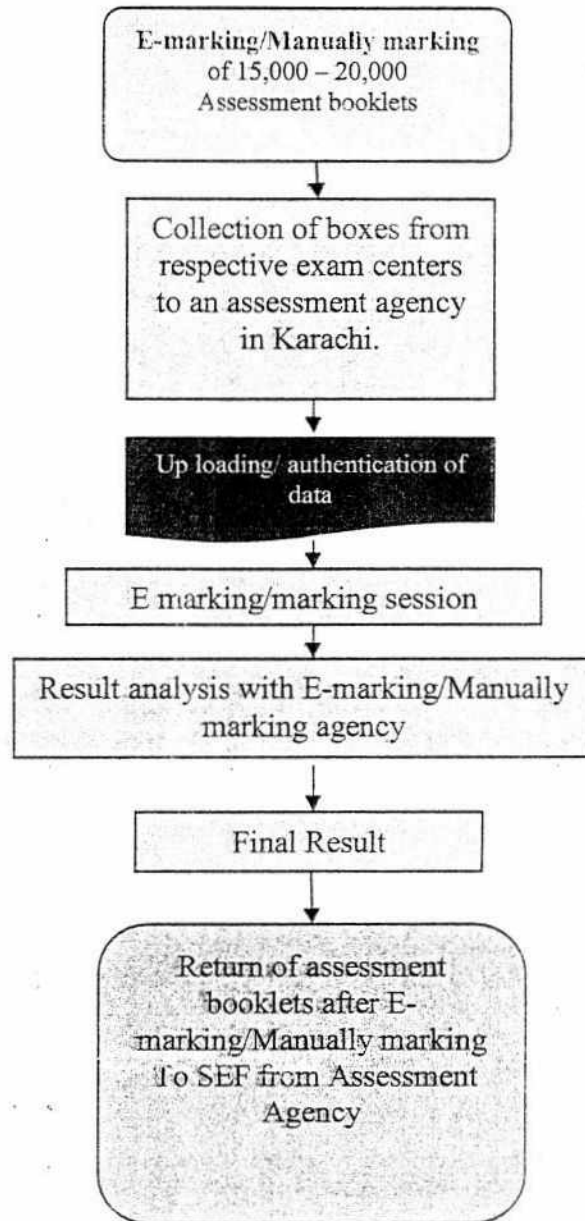 E-marking/Manually marking
of 15,000 – 20,000
Assessment booklets
Collection of boxes from
respective exam centers
to an assessment agency
in Karachi.
Up loading/ authentication of
data
E marking/marking session
Result analysis with E-marking/Manually
marking agency
Final Result
Return of assessment
booklets after E-
marking/Manually marking
To SEF from Assessment
Agency